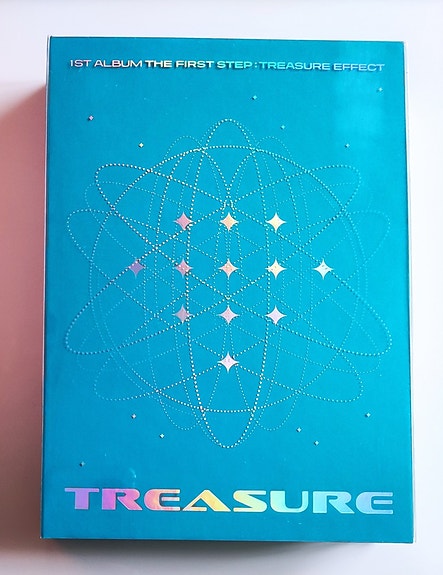 1ST ALBUM THE FIRST STEP : TREASURE EFFECT
TREASURE